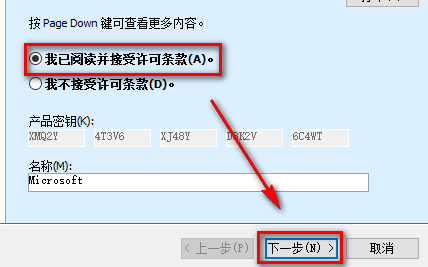 按 Page Down 键可查看更多内容。
我已阅读并接受许可条款(A)。
我不接受许可条款(D)。
产品密钥(K):
XMQ2Y 4T3V6 XJ48Y D3K2V 6C4WT
名称(M):
Microsoft
< 上一步(P) 下一步(N) > 取消